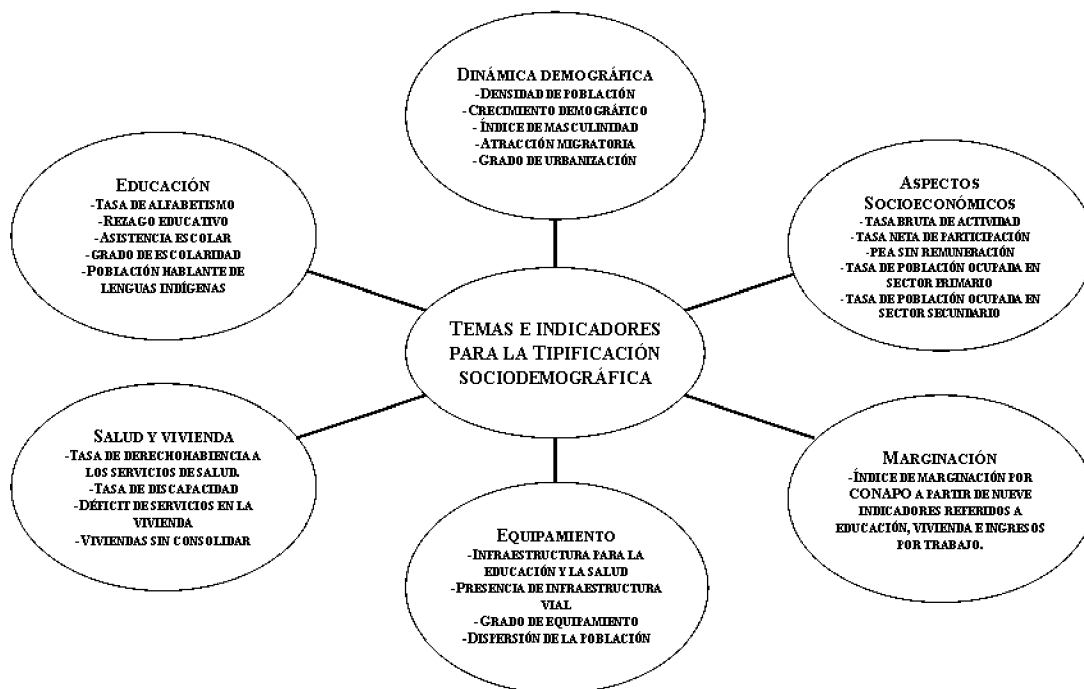 DINÁMICA DEMOGRÁFICA
-DENSIDAD DE POBLACIÓN
-CRECIMIENTO DEMOGRÁFICO
-ÍNDICE DE MASCULINIDAD
-ATRACCIÓN MIGRATORIA
-GRADO DE URBANIZACIÓN
EDUCACIÓN
-TASA DE ALFABETISMO
-REZAGO EDUCATIVO
-ASISTENCIA ESCOLAR
-GRADO DE ESCOLARIDAD
-POBLACIÓN HABLANTE DE
LENGUAS INDÍGENAS
ASPECTOS
SOCIOECONÓMICOS
-TASA BRUTA DE ACTIVIDAD
-TASA NETA DE PARTICIPACIÓN
-PEA SIN REMUNERACIÓN
-TASA DE POBLACIÓN OCUPADA EN
SECTOR PRIMARIO
-TASA DE POBLACIÓN OCUPADA EN
SECTOR SECUNDARIO
TEMAS E INDICADORES
PARA LA TIPIFICACIÓN
SOCIODEMOGRÁFICA
SALUD Y VIVIENDA
-TASA DE DERECHOHABIENCIA A
LOS SERVICIOS DE SALUD.
-TASA DE DISCAPACIDAD
-DÉFICIT DE SERVICIOS EN LA
VIVIENDA
-VIVIENDAS SIN CONSOLIDAR
MARGINACIÓN
-ÍNDICE DE MARGINACIÓN POR
CONAPO A PARTIR DE NUEVE
INDICADORES REFERIDOS A
EDUCACIÓN, VIVIENDA E INGRESOS
POR TRABAJO.
EQUIPAMIENTO
-INFRAESTRUCTURA PARA LA
EDUCACIÓN Y LA SALUD
-PRESENCIA DE INFRAESTRUCTURA
VIAL
-GRADO DE EQUIPAMIENTO
-DISPERSIÓN DE LA POBLACIÓN